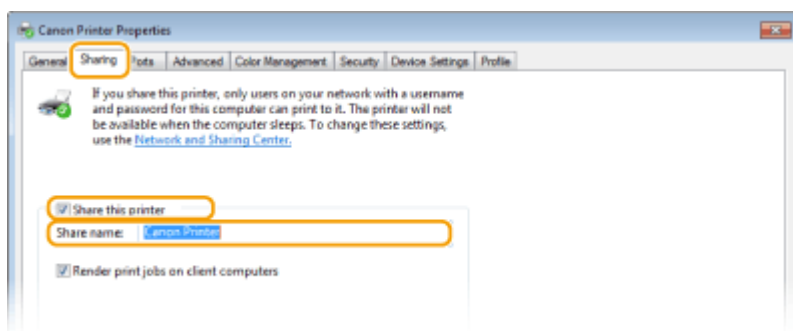 Canon Printer Properties
General Sharing Ports Advanced Color Management Security Device Settings Profile
If you share this printer, only users on your network with a username
and password for this computer can print to it. The printer will not
be available when the computer sleeps. To change these settings,
use the Network and Sharing Center.
Share this printer
Share name: Canon Printer
Render print jobs on client computers